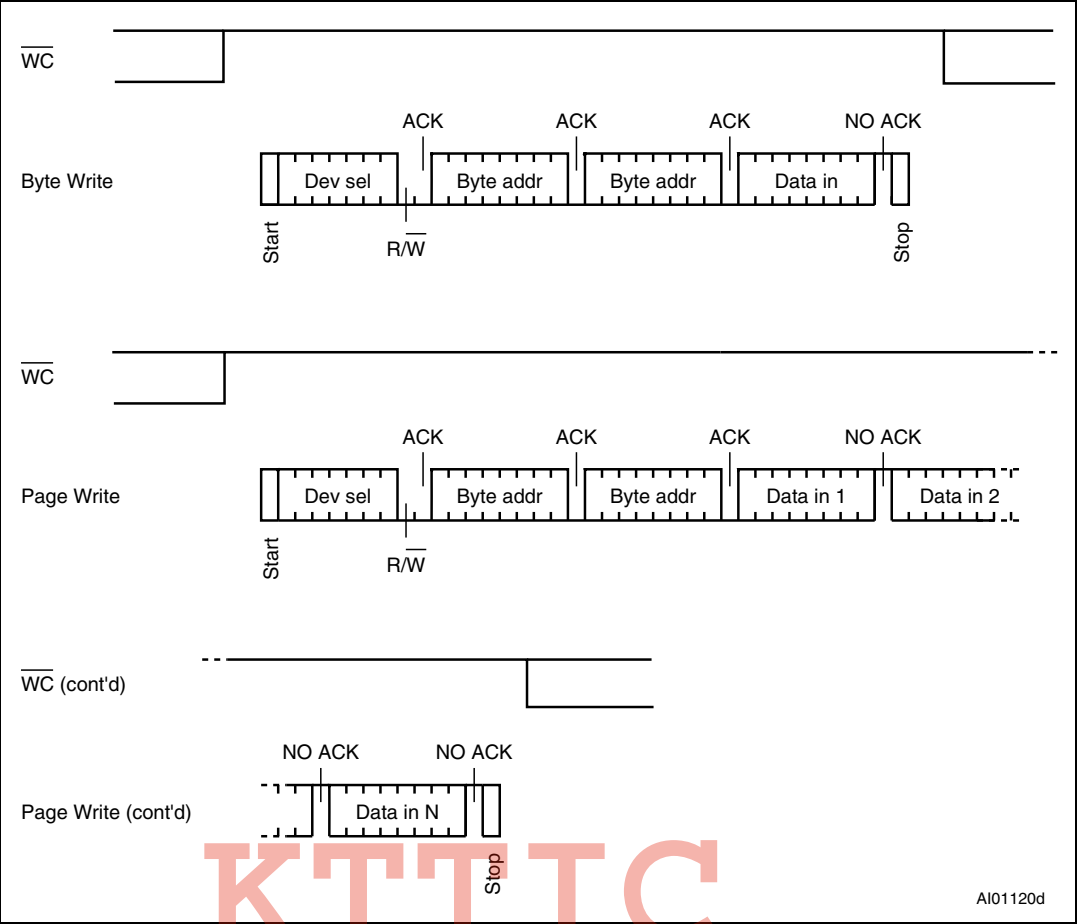 WC
ACK ACK ACK NO ACK
Byte Write Dev sel Byte addr Byte addr Data in
Start R/W Stop
WC
ACK ACK ACK NO ACK
Page Write Dev sel Byte addr Byte addr Data in 1 Data in 2
Start R/W
WC (cont'd)
NO ACK NO ACK
Page Write (cont'd) Data in N
Stop
KTTIC
AI01120d